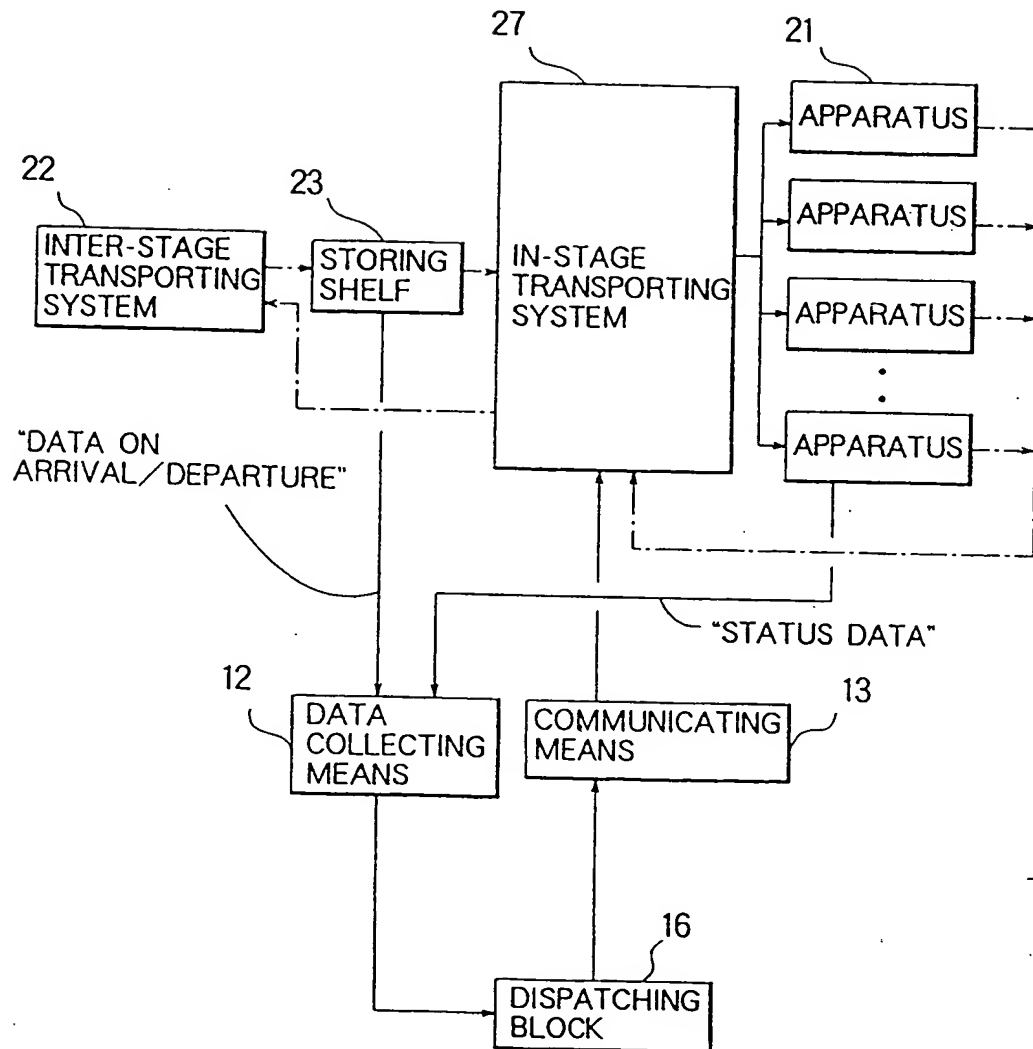 27
21
APPARATUS
22
23
APPARATUS
INTER-STAGE
TRANSPORTING
SYSTEM
STORING
SHELF
IN-STAGE
TRANSPORTING
SYSTEM
APPARATUS
APPARATUS
"DATA ON
ARRIVAL/DEPARTURE"
"STATUS DATA"
12
13
DATA
COLLECTING
MEANS
COMMUNICATING
MEANS
16
DISPATCHING
BLOCK